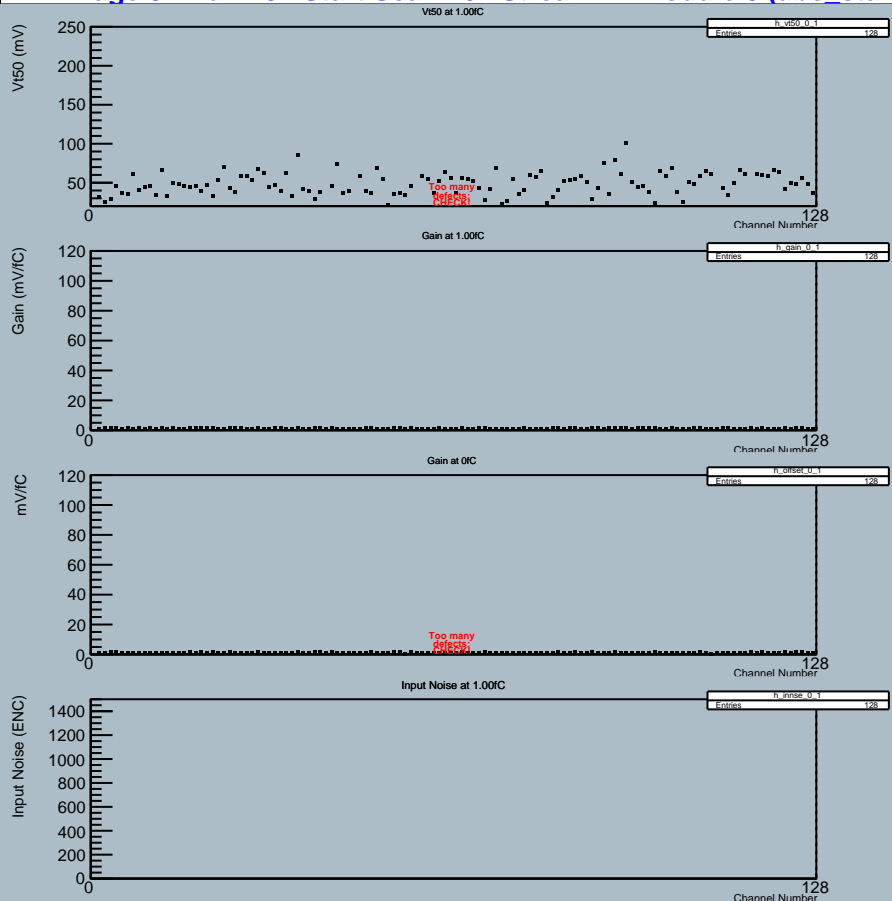 Vt50 at 1.00fC
h_vt50_0_1
Entries 128
Vt50 (mV)
250
200
150
100
50
Too many
defects:
CHECK!
0
128
Channel Number
Gain at 1.00fC
h_gain_0_1
Entries 128
Gain (mV/fC)
120
100
80
60
40
20
0
0
128
Channel Number
Gain at 0fC
h_offset_0_1
Entries 128
mV/fC
120
100
80
60
40
20
Too many
defects:
CHECK!
0
0
128
Channel Number
Input Noise at 1.00fC
h_innse_0_1
Entries 128
Input Noise (ENC)
1400
1200
1000
800
600
400
200
0
0
128
Channel Number